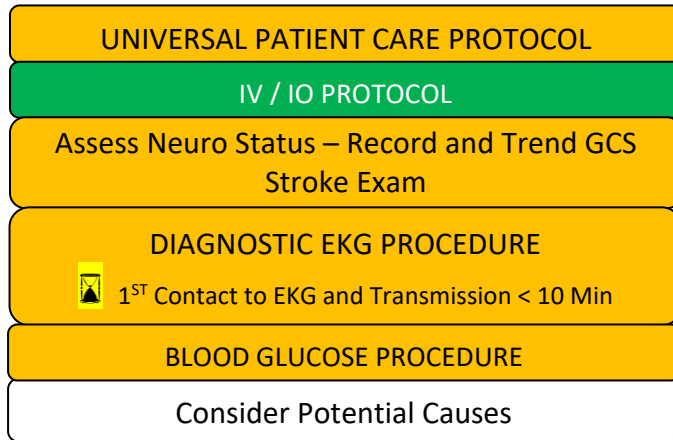 UNIVERSAL PATIENT CARE PROTOCOL
IV / IO PROTOCOL
Assess Neuro Status – Record and Trend GCS
Stroke Exam
DIAGNOSTIC EKG PROCEDURE
1ST Contact to EKG and Transmission < 10 Min
BLOOD GLUCOSE PROCEDURE
Consider Potential Causes